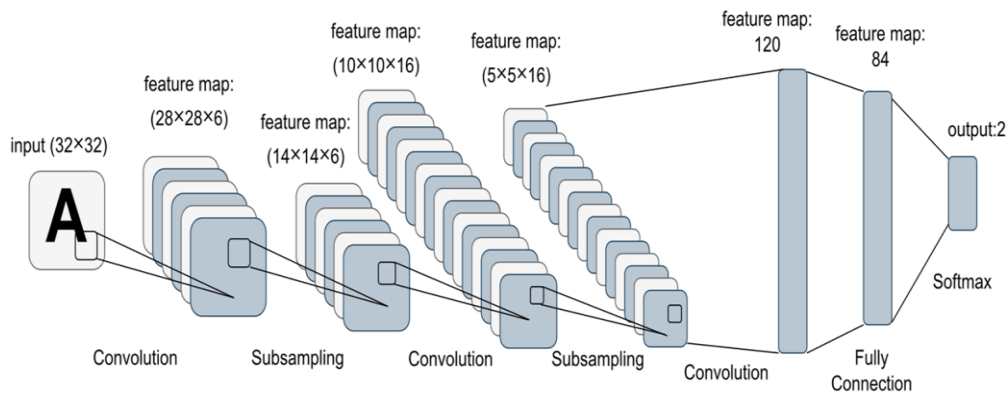 input (32×32)
A
feature map:
(28×28×6)
feature map:
(14×14×6)
feature map:
(10×10×16)
feature map:
(5×5×16)
feature map:
120
feature map:
84
output:2
Softmax
Convolution
Subsampling
Convolution
Subsampling
Convolution
Fully
Connection